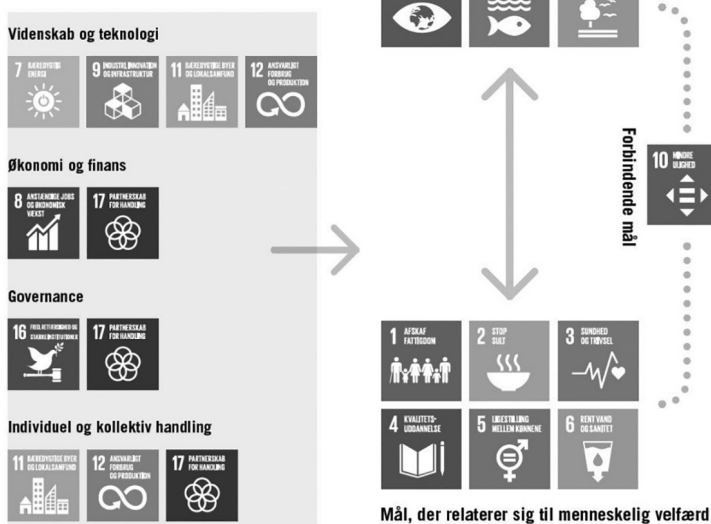 Videnskab og teknologi
7 BÆREDYGTIG
ENERGI
9 INDUSTRI, INNOVATION
OG INFRASTRUKTUR
11 BÆREDYGTIGE BYER
OG LOKALSAMFUND
12 ANSVARLIGT
FORBRUG
OG PRODUKTION
Økonomi og finans
8 ANSTÆNDIGE JOBS
OG ØKONOMISK
VÆKST
17 PARTNERSKAB
FOR HANDLING
Governance
16 FRED, RETFÆRDIGHED OG
STÆRKE INSTITUTIONER
17 PARTNERSKAB
FOR HANDLING
Individuel og kollektiv handling
11 BÆREDYGTIGE BYER
OG LOKALSAMFUND
12 ANSVARLIGT
FORBRUG
OG PRODUKTION
17 PARTNERSKAB
FOR HANDLING
Forbindende mål
10 MINDRE
ULIGHED
1 AFSKAF
FATTIGDOM
2 STOP
SULT
3 SUNDHED
OG TRIVSEL
4 KVALITETS-
UDDANNELSE
5 LIGESTILLING
MELLEM KØNNENE
6 RENT VAND
OG SANITET
Mål, der relaterer sig til menneskelig velfærd